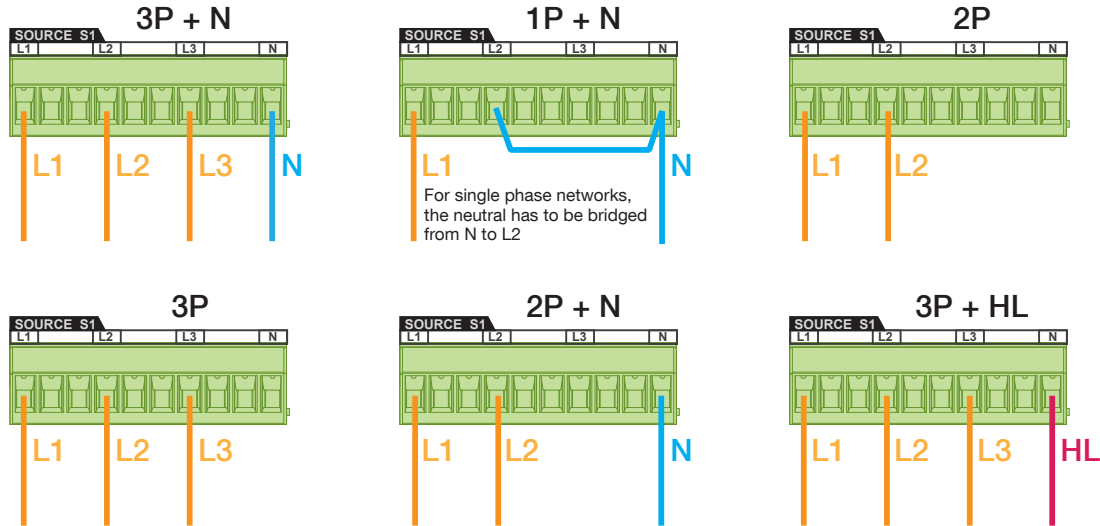 3P + N
SOURCE S1
L1 L2 L3 N
L1 L2 L3 N
1P + N
SOURCE S1
L1 L2 L3 N
L1 N
For single phase networks,
the neutral has to be bridged
from N to L2
2P
SOURCE S1
L1 L2 L3 N
L1 L2
3P
SOURCE S1
L1 L2 L3 N
L1 L2 L3
2P + N
SOURCE S1
L1 L2 L3 N
L1 L2 N
3P + HL
SOURCE S1
L1 L2 L3 N
L1 L2 L3 HL